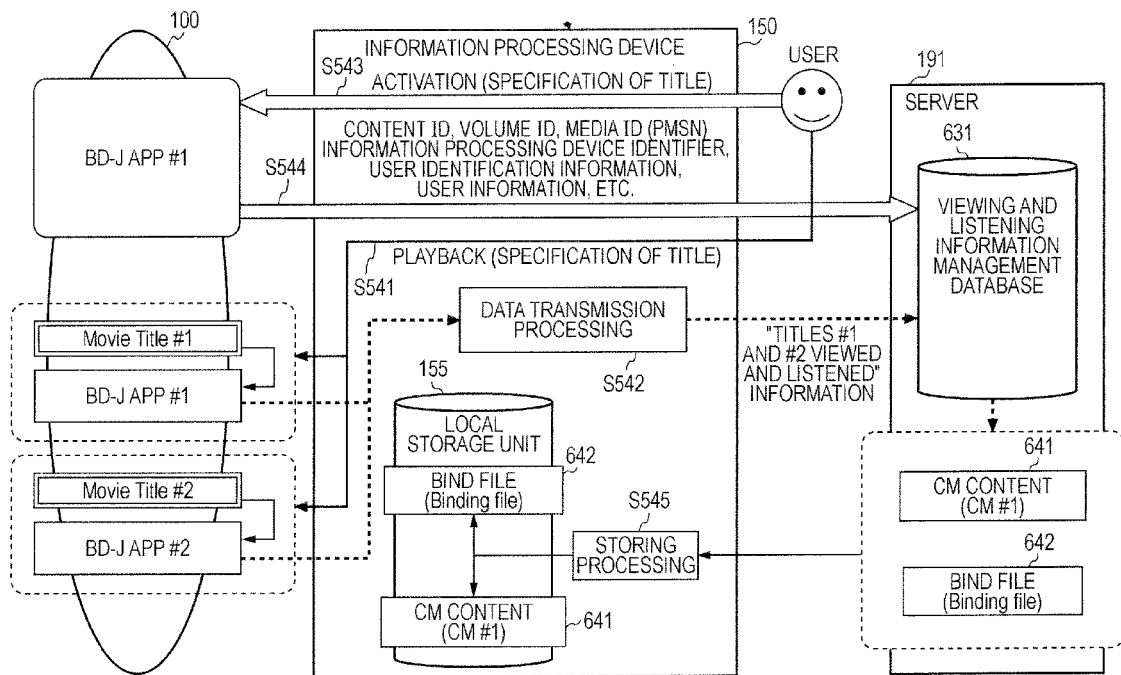 100
INFORMATION PROCESSING DEVICE
150
USER
S543
ACTIVATION (SPECIFICATION OF TITLE)
191
SERVER
BD-J APP #1
CONTENT ID, VOLUME ID, MEDIA ID (PMSN)
INFORMATION PROCESSING DEVICE IDENTIFIER,
USER IDENTIFICATION INFORMATION,
USER INFORMATION, ETC.
S544
631
VIEWING AND
LISTENING
INFORMATION
MANAGEMENT
DATABASE
PLAYBACK (SPECIFICATION OF TITLE)
S541
Movie Title #1
BD-J APP #1
DATA TRANSMISSION
PROCESSING
S542
"TITLES #1
AND #2 VIEWED
AND LISTENED"
INFORMATION
155
LOCAL
STORAGE UNIT
642
BIND FILE
(Binding file)
Movie Title #2
BD-J APP #2
S545
STORING
PROCESSING
CM CONTENT
(CM #1)
641
641
CM CONTENT
(CM #1)
642
BIND FILE
(Binding file)